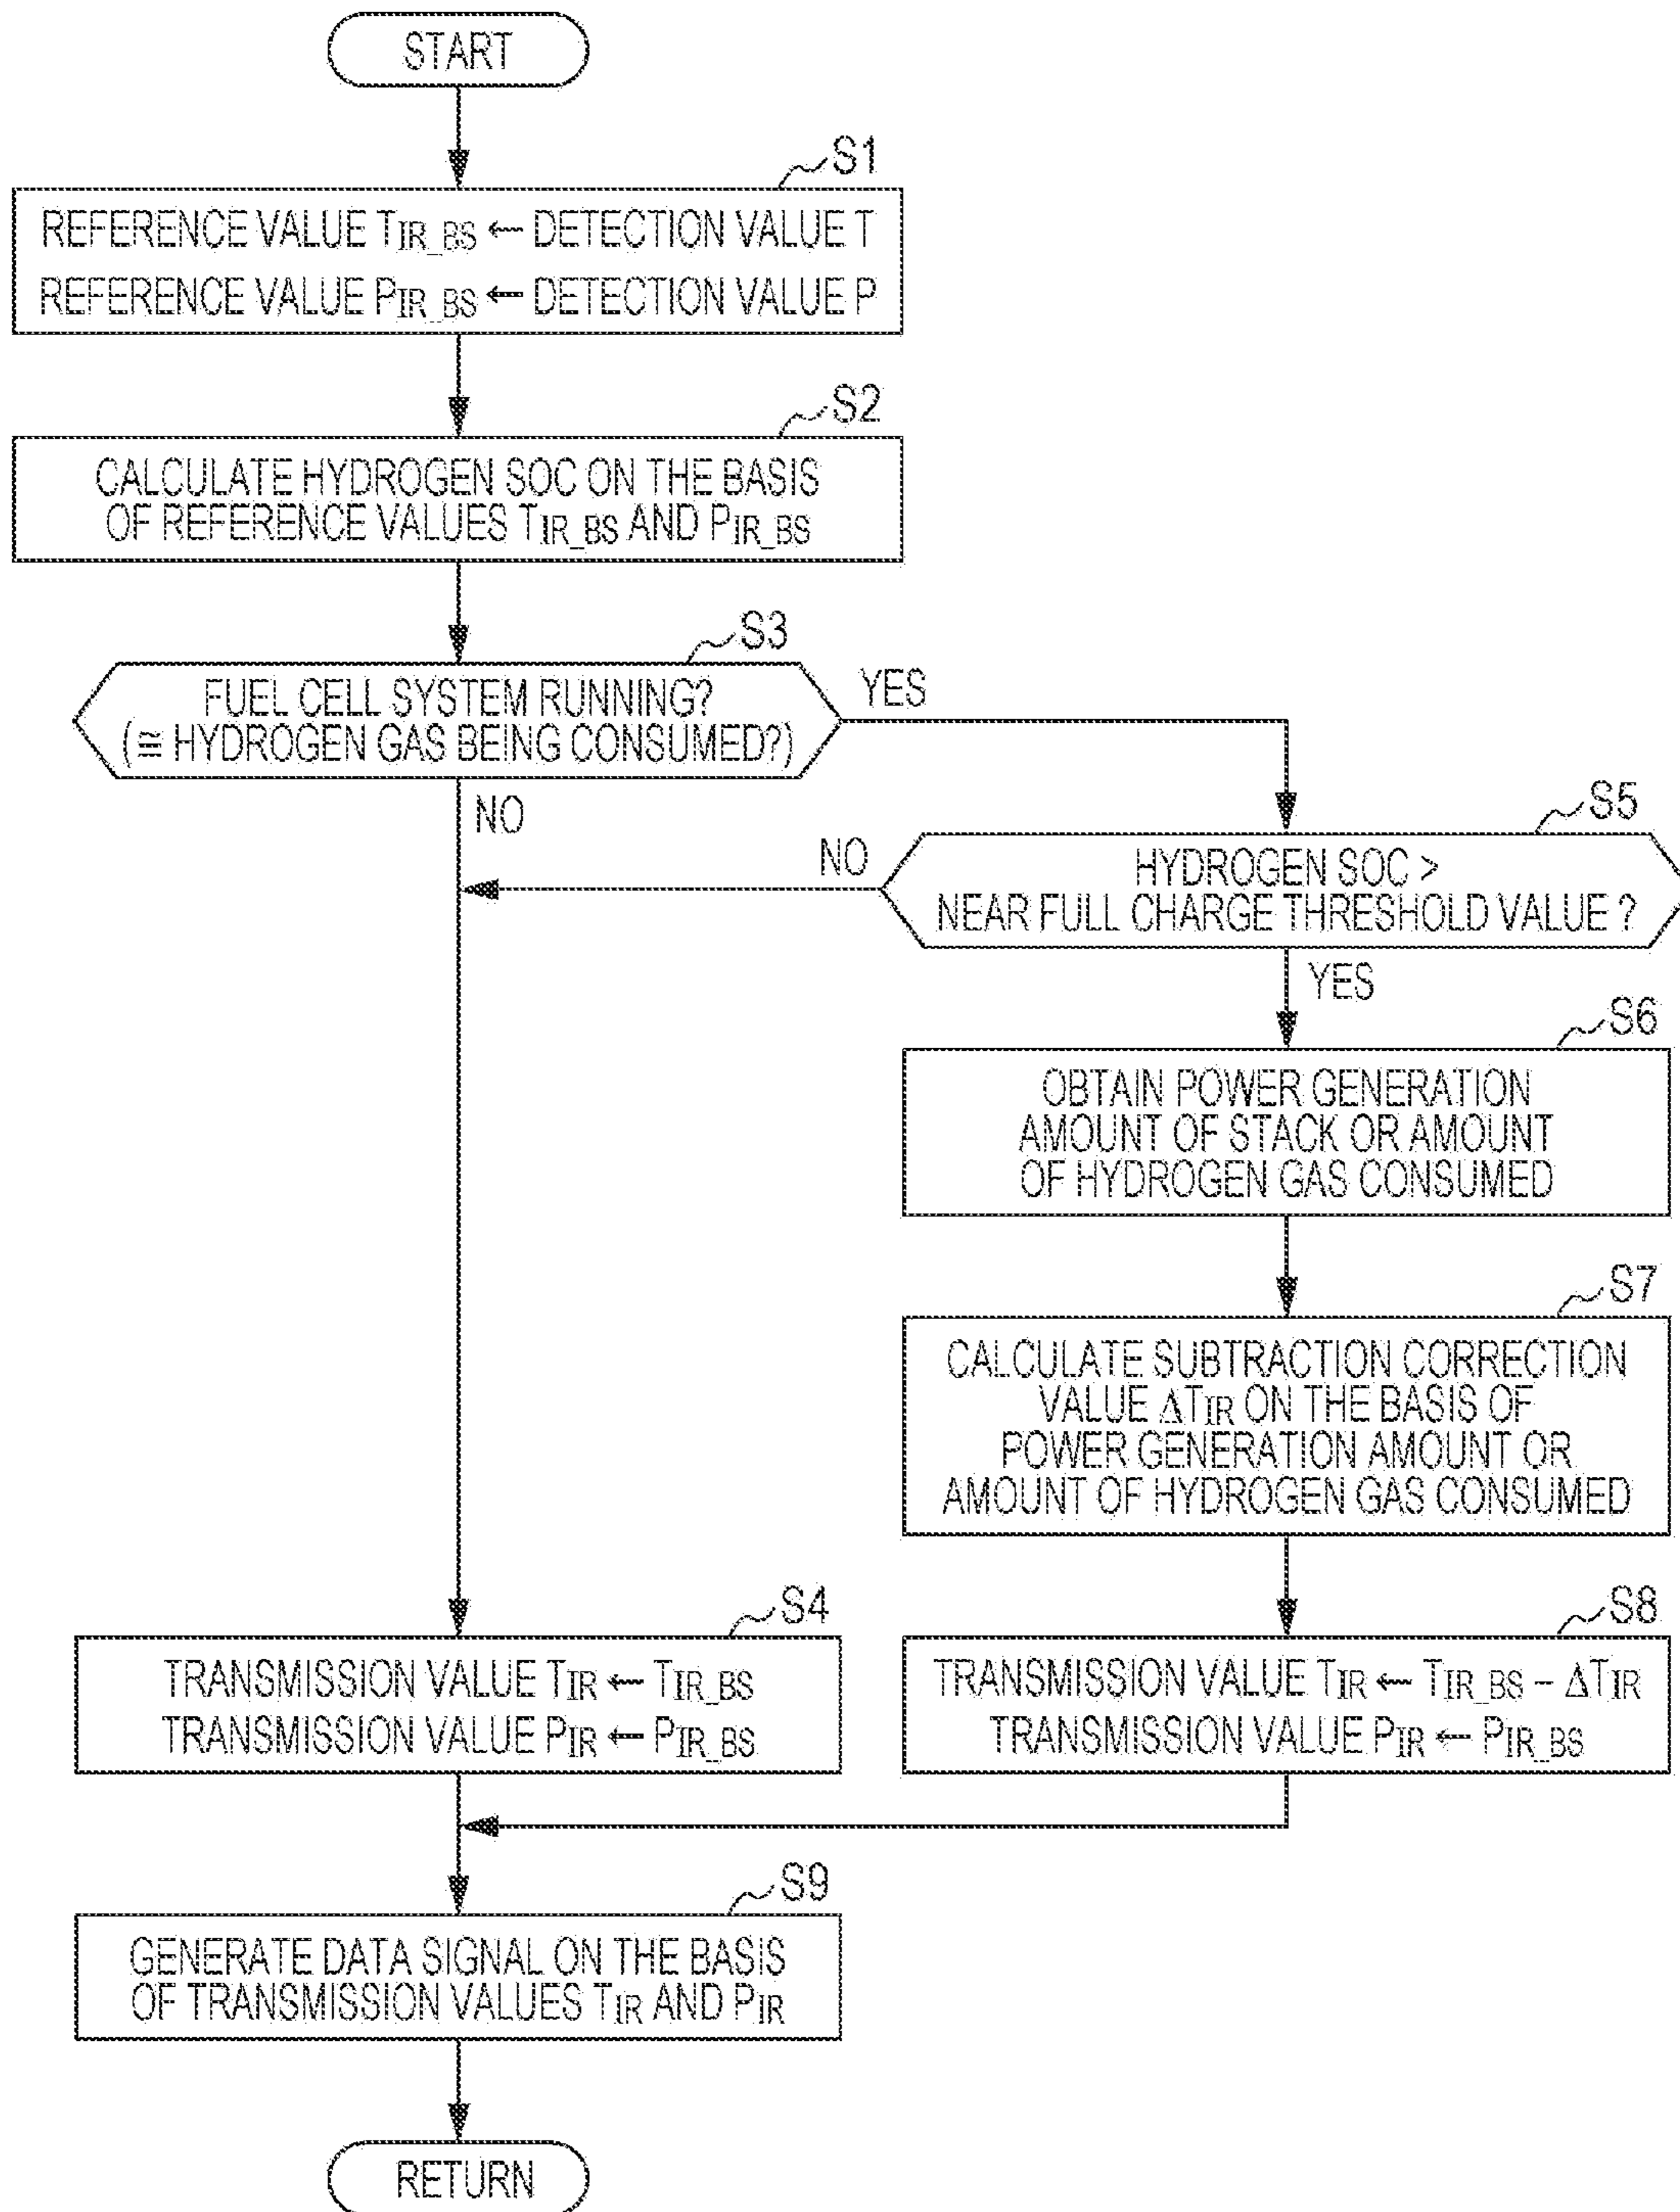 START
S1
REFERENCE VALUE TIR_BS ← DETECTION VALUE T
REFERENCE VALUE PIR_BS ← DETECTION VALUE P
S2
CALCULATE HYDROGEN SOC ON THE BASIS
OF REFERENCE VALUES TIR_BS AND PIR_BS
S3
FUEL CELL SYSTEM RUNNING?
(≅ HYDROGEN GAS BEING CONSUMED?)
YES
NO
S5
HYDROGEN SOC >
NEAR FULL CHARGE THRESHOLD VALUE ?
NO
YES
S6
OBTAIN POWER GENERATION
AMOUNT OF STACK OR AMOUNT
OF HYDROGEN GAS CONSUMED
S7
CALCULATE SUBTRACTION CORRECTION
VALUE ΔTIR ON THE BASIS OF
POWER GENERATION AMOUNT OR
AMOUNT OF HYDROGEN GAS CONSUMED
S4
TRANSMISSION VALUE TIR ← TIR_BS
TRANSMISSION VALUE PIR ← PIR_BS
S8
TRANSMISSION VALUE TIR ← TIR_BS − ΔTIR
TRANSMISSION VALUE PIR ← PIR_BS
S9
GENERATE DATA SIGNAL ON THE BASIS
OF TRANSMISSION VALUES TIR AND PIR
RETURN